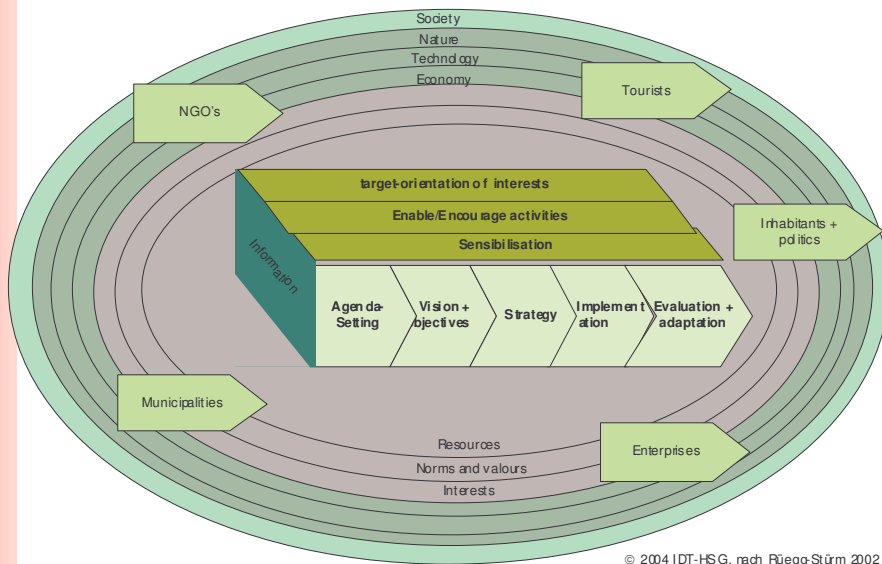 Society
Nature
Technology
Economy
NGO's
Tourists
target-orientation of interests
Enable/Encourage activities
Inhabitants +
politics
Sensibilisation
Information
Agenda-
Setting
Vision +
bjectives
Strategy
Implement
ation
Evaluation +
adaptation
Municipalities
Resources
Enterprises
Norms and valours
Interests
© 2004 IDT-HSG, nach Rüego-Stürm 2002